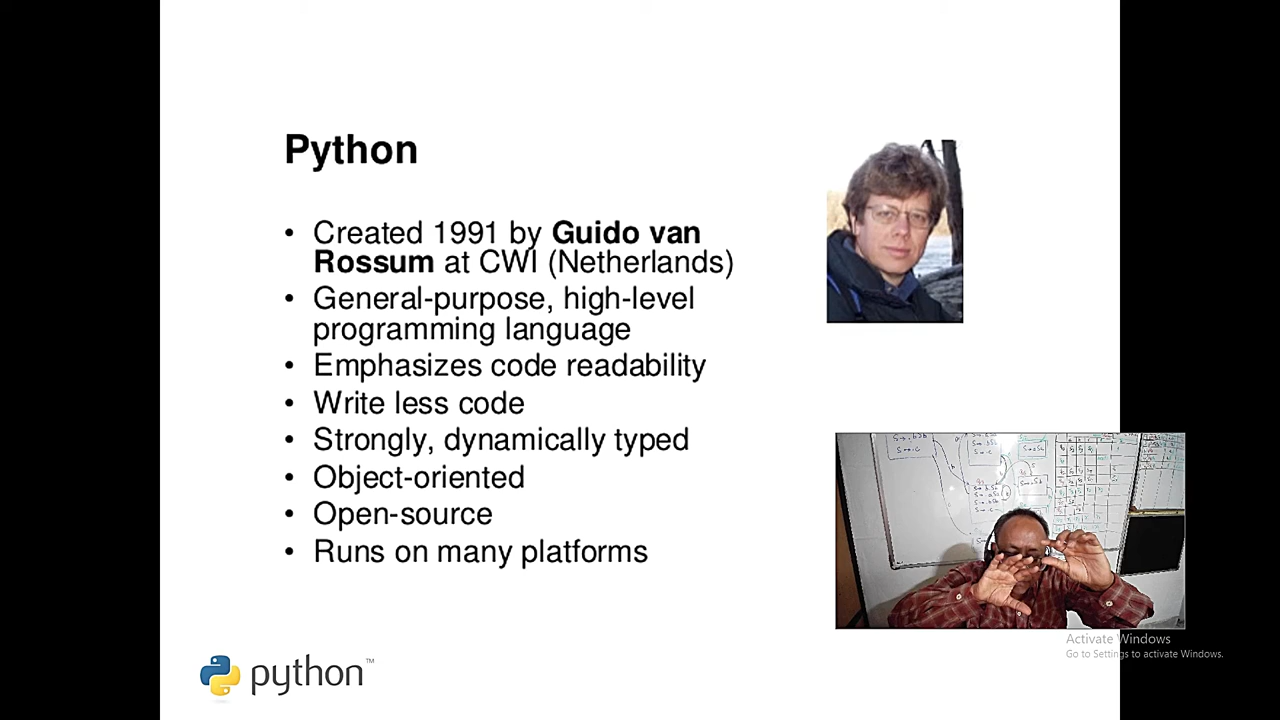 Python
• Created 1991 by Guido van
Rossum at CWI (Netherlands)
• General-purpose, high-level
programming language
• Emphasizes code readability
• Write less code
• Strongly, dynamically typed
• Object-oriented
• Open-source
• Runs on many platforms
Activate Windows
Go to Settings to activate Windows.
python™